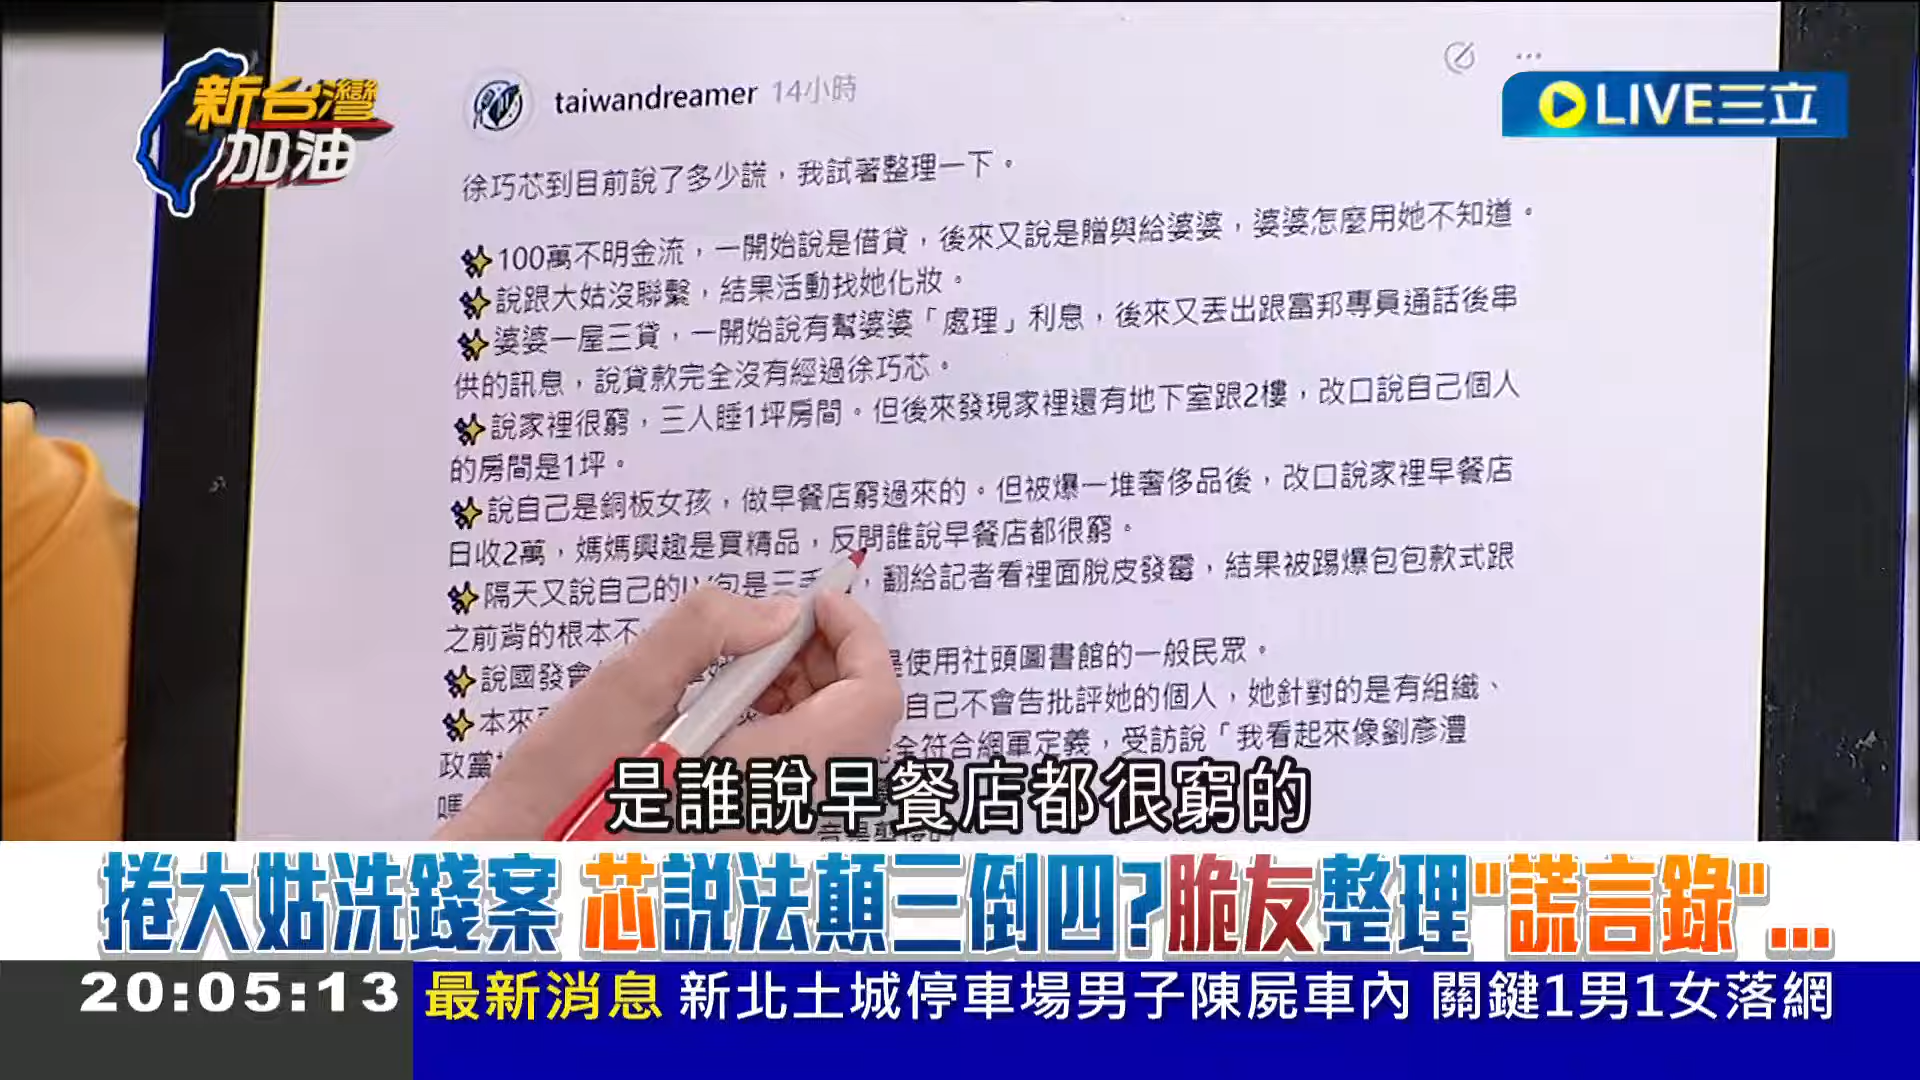 新台灣
加油
taiwandreamer 14小時
LIVE三立
徐巧芯到目前說了多少謊，我試著整理一下。
100萬不明金流，一開始說是借貸，後來又說是贈與給婆婆，婆婆怎麼用她不知道。
說跟大姑沒聯繫，結果活動找她化妝。
婆婆一屋三貸，一開始說有幫婆婆「處理」利息，後來又丟出跟富邦專員通話後串
供的訊息，說貸款完全沒有經過徐巧芯。
說家裡很窮，三人睡1坪房間。但後來發現家裡還有地下室跟2樓，改口說自己個人
的房間是1坪。
說自己是銅板女孩，做早餐店窮過來的。但被爆一堆奢侈品後，改口說家裡早餐店
日收2萬，媽媽興趣是買精品，反問誰說早餐店都很窮。
隔天又說自己的LV包是三手，翻給記者看裡面脫皮發霉，結果被踢爆包包款式跟
之前背的根本不
說國發會 是使用社頭圖書館的一般民眾。
本來 自己不會告批評她的個人，她針對的是有組織、
政黨 完全符合網軍定義，受訪說「我看起來像劉彥澧
嗎
是誰說早餐店都很窮的
捲大姑洗錢案 芯說法顛三倒四?脆友整理"謊言錄"...
20:05:13 最新消息 新北土城停車場男子陳屍車內 關鍵1男1女落網